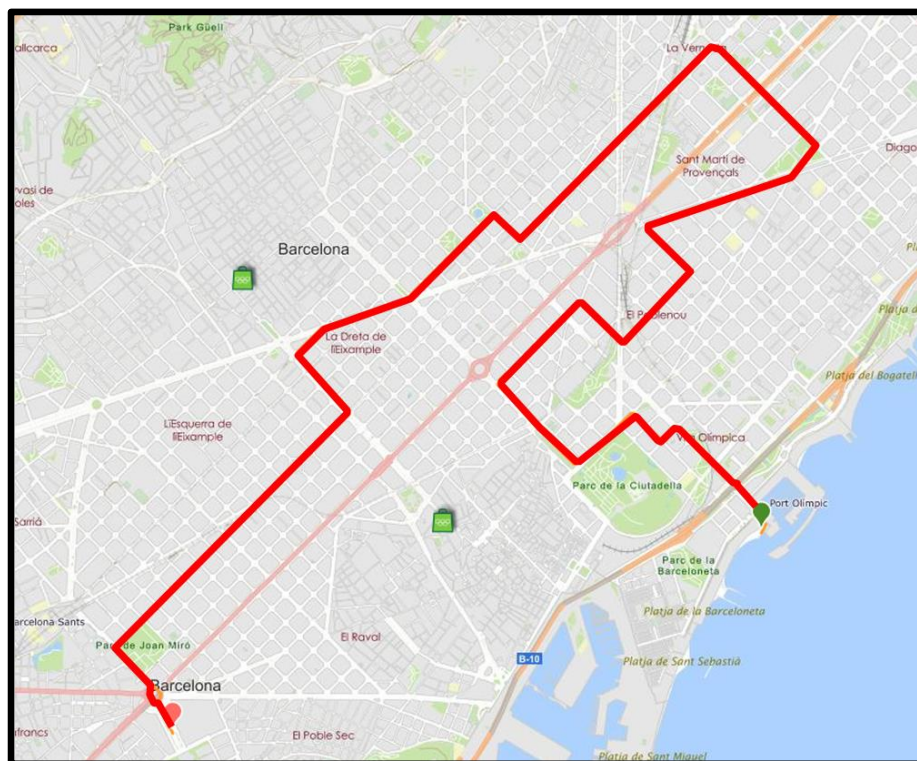 Park Güell
allcarca
La Verneda
Sant Martí de
Provençals
Diago
rvasi de
oles
Barcelona
El Poblenou
La Dreta de
l'Eixample
Platja d
Platja del Bogatell
L'Esquerra de
l'Eixample
Vila Olímpica
Sarrià
Parc de la Ciutadella
Port Olímpic
Parc de la
Barceloneta
Platja de la Barceloneta
arcelona Sants
Parc de Joan Miró
El Raval
B-10
Platja de Sant Sebastià
Barcelona
nfrancs
El Poble Sec
Platja de Sant Miquel